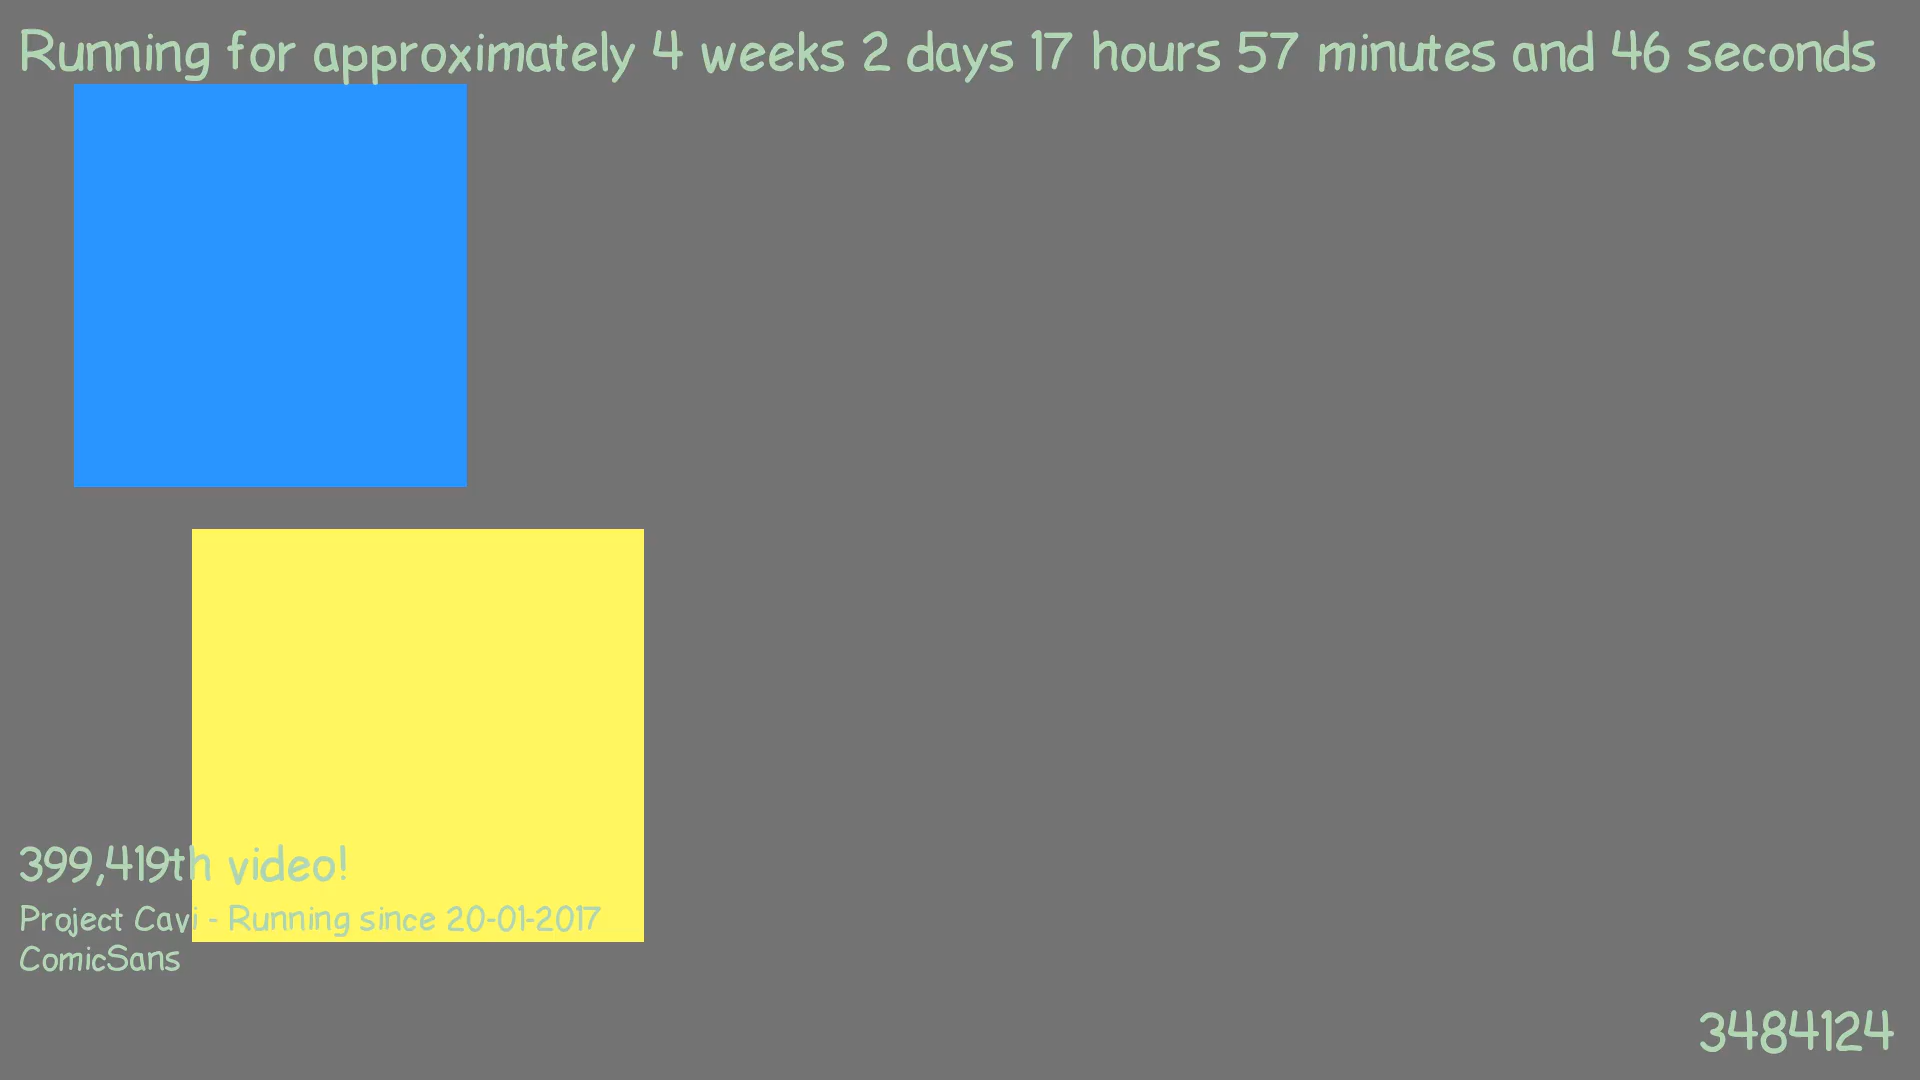 Running for approximately 4 weeks 2 days 17 hours 57 minutes and 46 seconds
399,419th video!
Project Cavi - Running since 20-01-2017
ComicSans
3484124